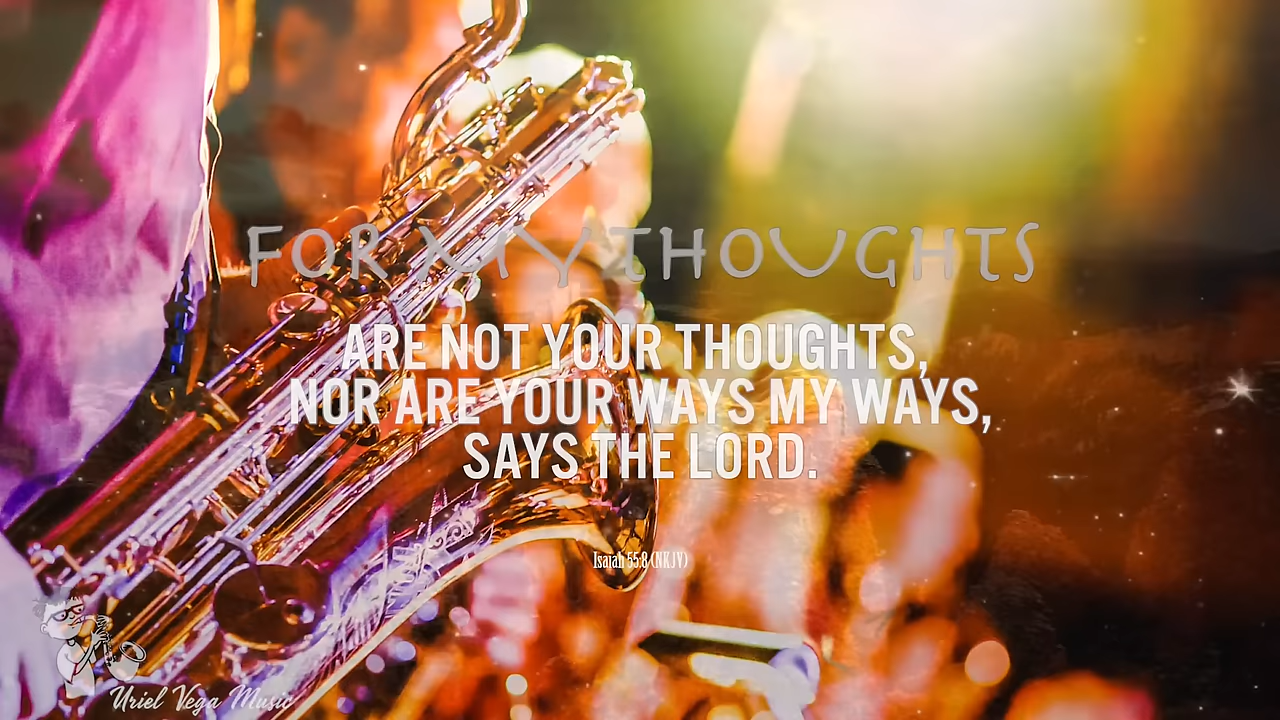 FOR MY THOUGHTS
ARE NOT YOUR THOUGHTS,
NOR ARE YOUR WAYS MY WAYS,
SAYS THE LORD.
Isaiah 55:8 (NKJV)
Uriel Vega Music